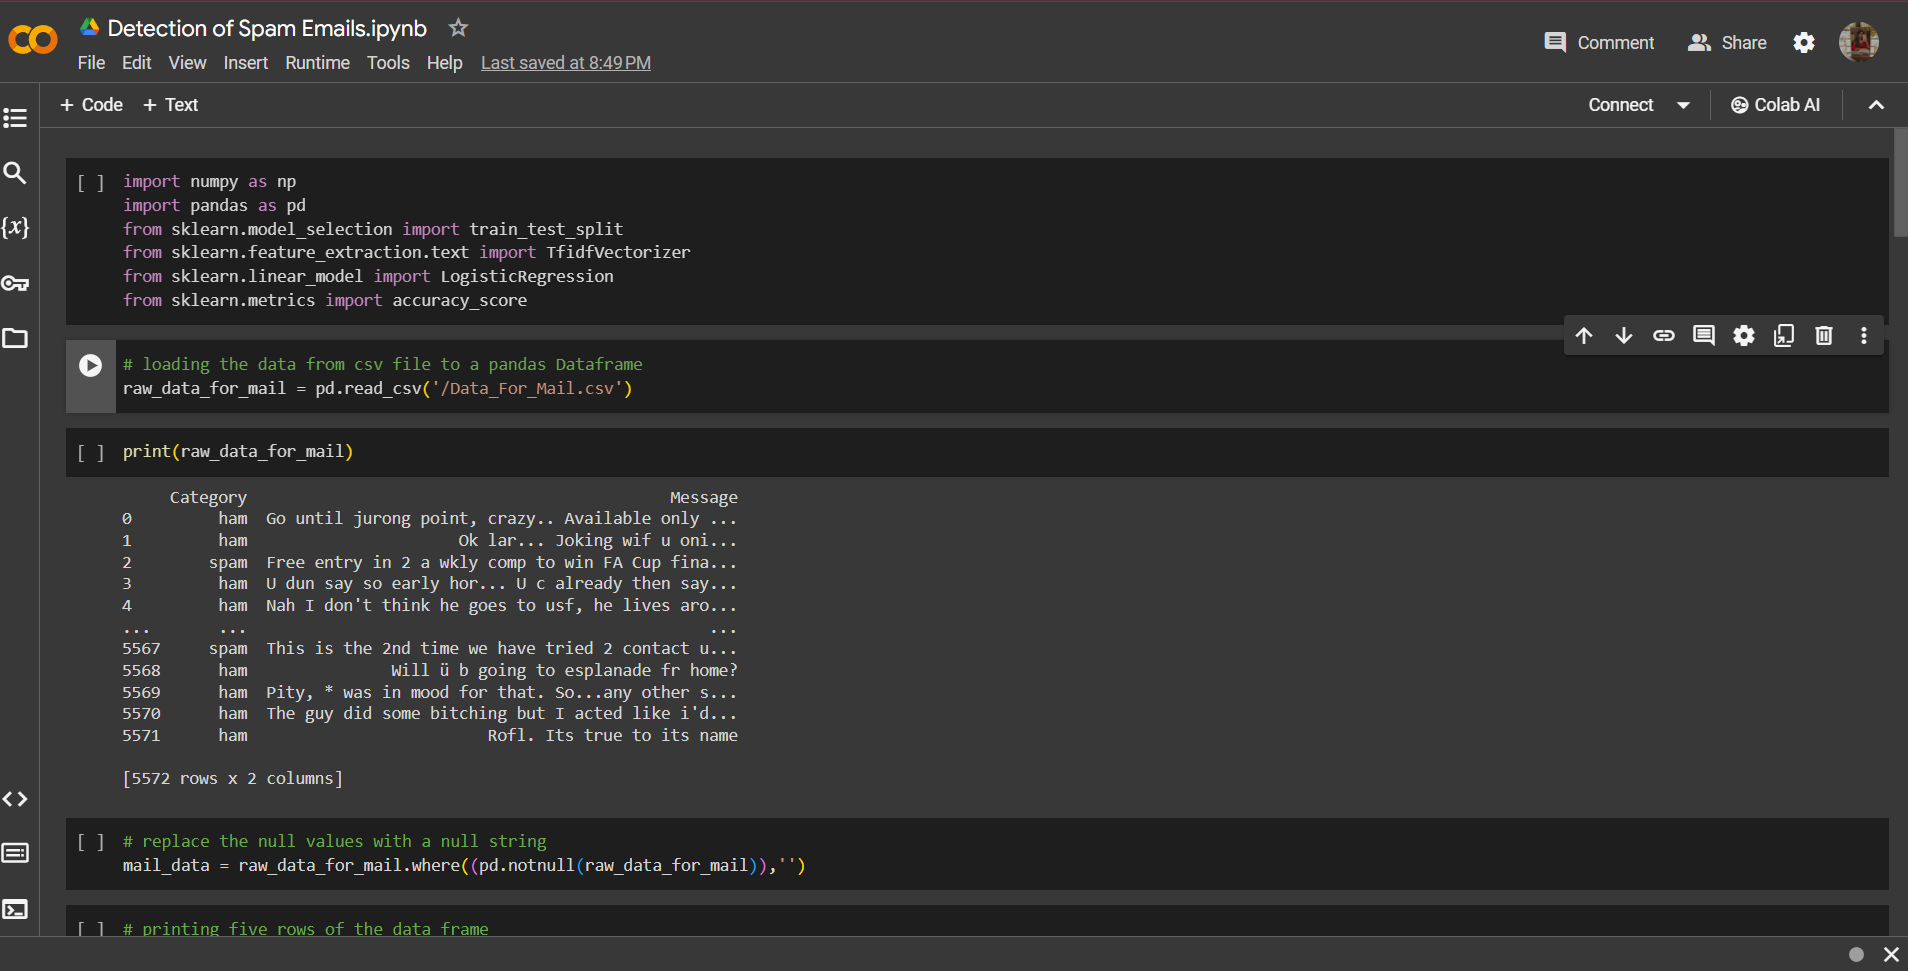 Detection of Spam Emails.ipynb
File Edit View Insert Runtime Tools Help Last saved at 8:49 PM
Comment Share
+ Code + Text
Connect Colab AI
{x}
[ ] import numpy as np
import pandas as pd
from sklearn.model_selection import train_test_split
from sklearn.feature_extraction.text import TfidfVectorizer
from sklearn.linear_model import LogisticRegression
from sklearn.metrics import accuracy_score
# loading the data from csv file to a pandas Dataframe
raw_data_for_mail = pd.read_csv('/Data_For_Mail.csv')
[ ] print(raw_data_for_mail)
Category Message
0 ham Go until jurong point, crazy.. Available only ...
1 ham Ok lar... Joking wif u oni...
2 spam Free entry in 2 a wkly comp to win FA Cup fina...
3 ham U dun say so early hor... U c already then say...
4 ham Nah I don't think he goes to usf, he lives aro...
... ... ...
5567 spam This is the 2nd time we have tried 2 contact u...
5568 ham Will ü b going to esplanade fr home?
5569 ham Pity, * was in mood for that. So...any other s...
5570 ham The guy did some bitching but I acted like i'd...
5571 ham Rofl. Its true to its name
[5572 rows x 2 columns]
[ ] # replace the null values with a null string
mail_data = raw_data_for_mail.where((pd.notnull(raw_data_for_mail)),'')
[ ] # printing five rows of the data frame